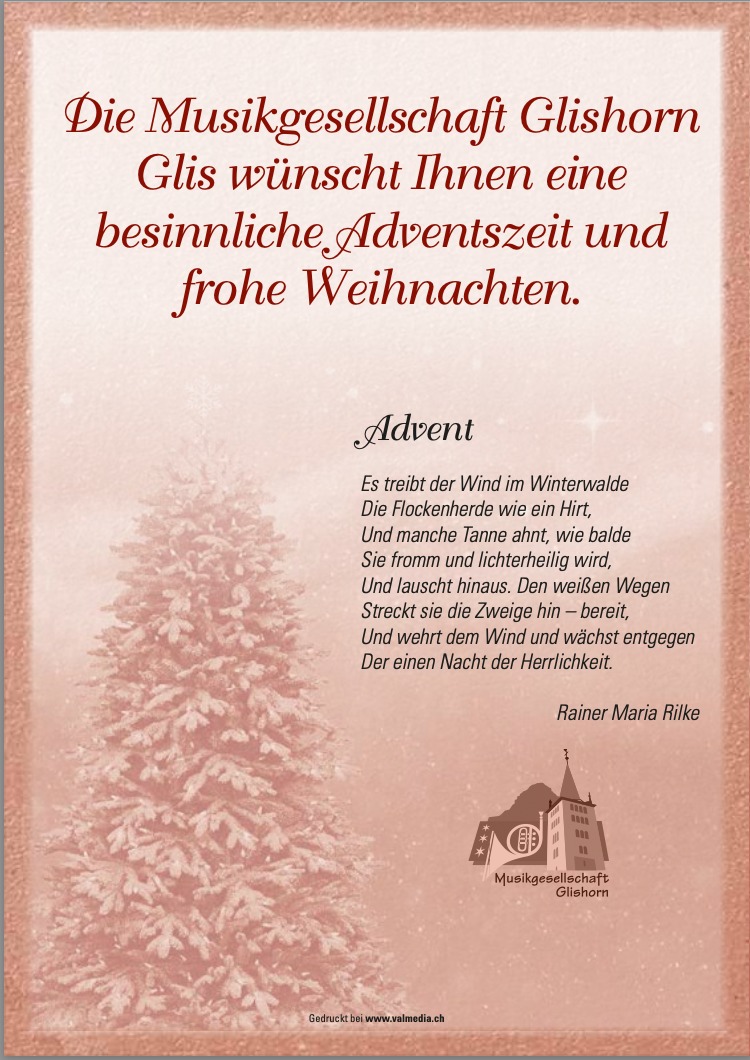 Die Musikgesellschaft Glishorn
Glis wünscht Ihnen eine
besinnliche Adventszeit und
frohe Weihnachten.
Advent
Es treibt der Wind im Winterwalde
Die Flockenherde wie ein Hirt,
Und manche Tanne ahnt, wie balde
Sie fromm und lichterheilig wird,
Und lauscht hinaus. Den weißen Wegen
Streckt sie die Zweige hin – bereit,
Und wehrt dem Wind und wächst entgegen
Der einen Nacht der Herrlichkeit.
Rainer Maria Rilke
Musikgesellschaft
Glishorn
Gedruckt bei www.valmedia.ch